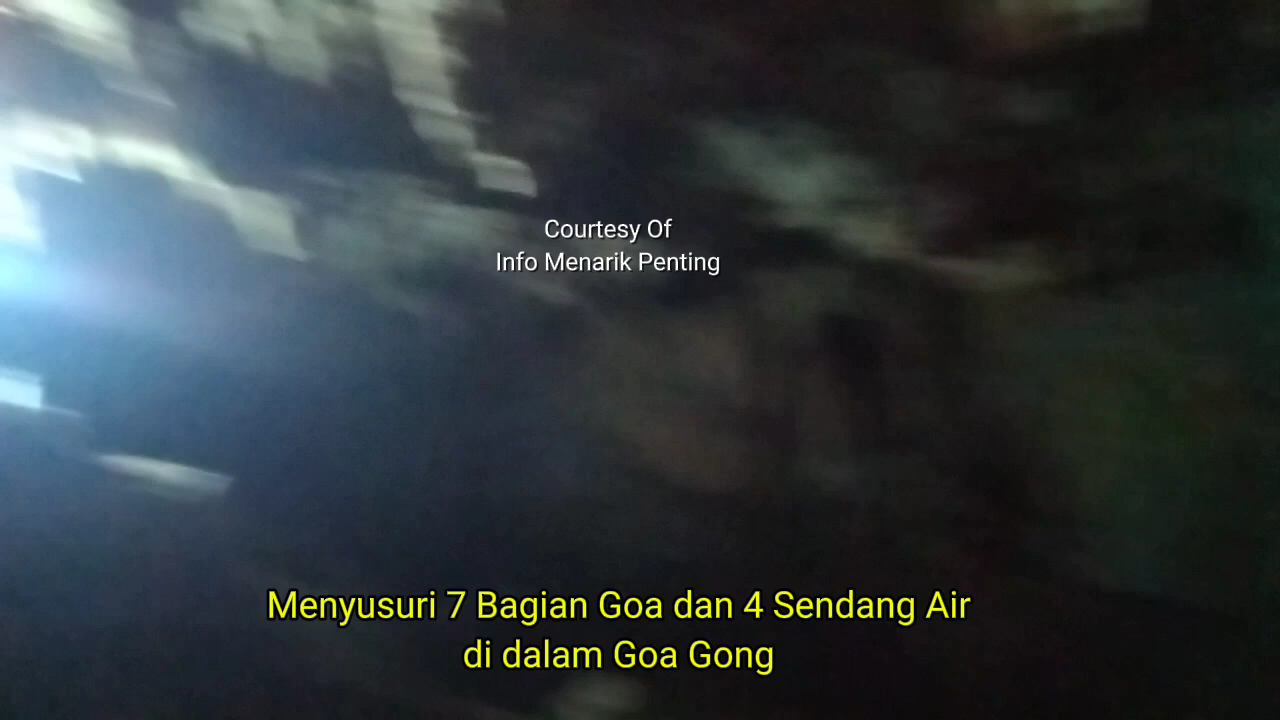 Courtesy Of
Info Menarik Penting
Menyusuri 7 Bagian Goa dan 4 Sendang Air
di dalam Goa Gong